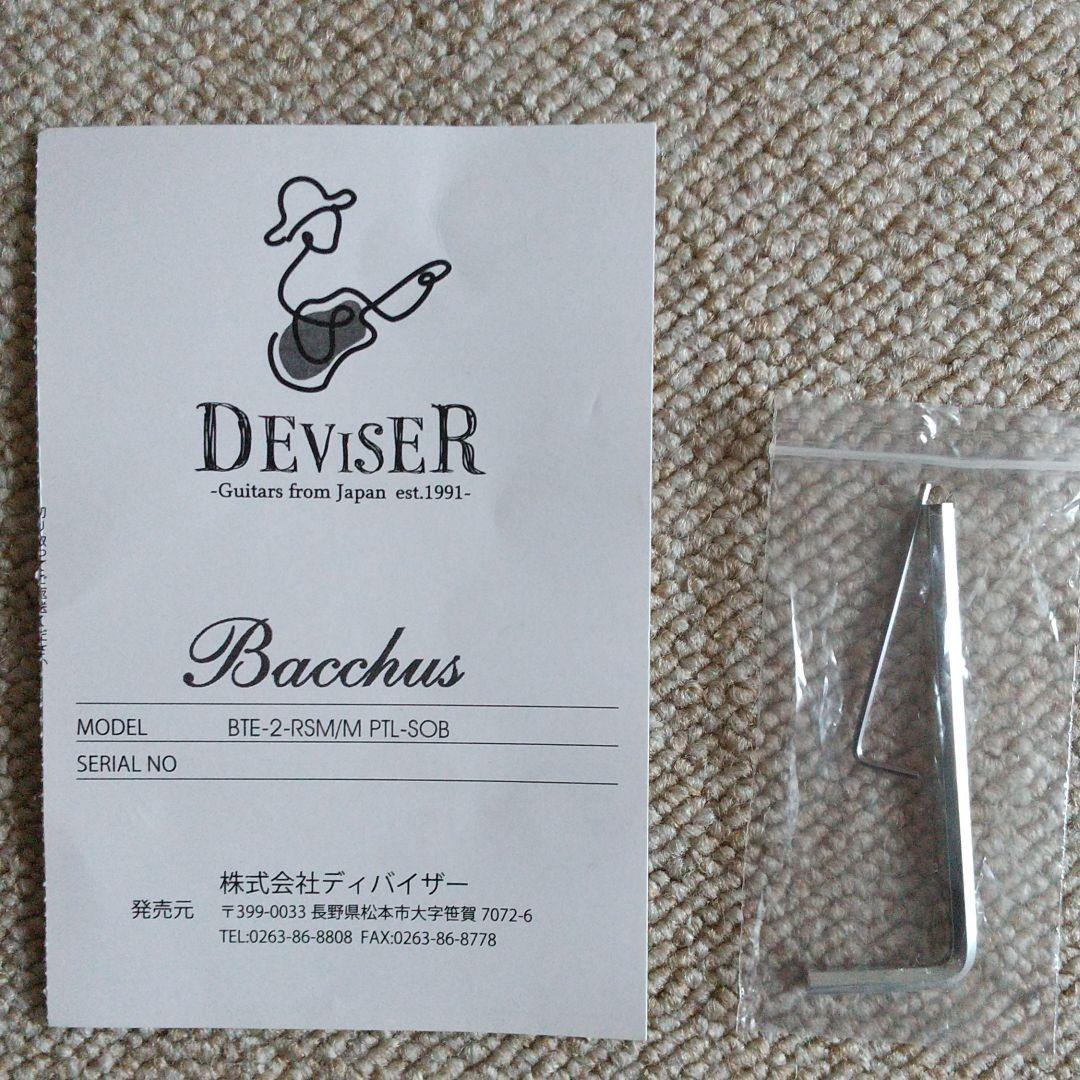 DEVISER
-Guitars from Japan est.1991-
Bacchus
MODEL BTE-2-RSM/M PTL-SOB
SERIAL NO
株式会社ディバイザー
発売元 〒399-0033 長野県松本市大字笹賀 7072-6
TEL:0263-86-8808 FAX:0263-86-8778